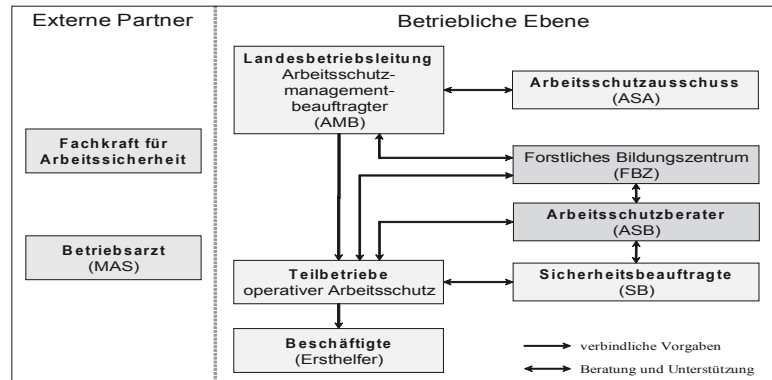 Externe Partner
Betriebliche Ebene
Landesbetriebsleitung
Arbeitsschutz-
management-
beauftragter
(AMB)
Arbeitsschutzausschuss
(ASA)
Fachkraft für
Arbeitssicherheit
Forstliches Bildungszentrum
(FBZ)
Arbeitsschutzberater
(ASB)
Betriebsarzt
(MAS)
Teilbetriebe
operativer Arbeitsschutz
Sicherheitsbeauftragte
(SB)
Beschäftigte
(Ersthelfer)
verbindliche Vorgaben
Beratung und Unterstützung